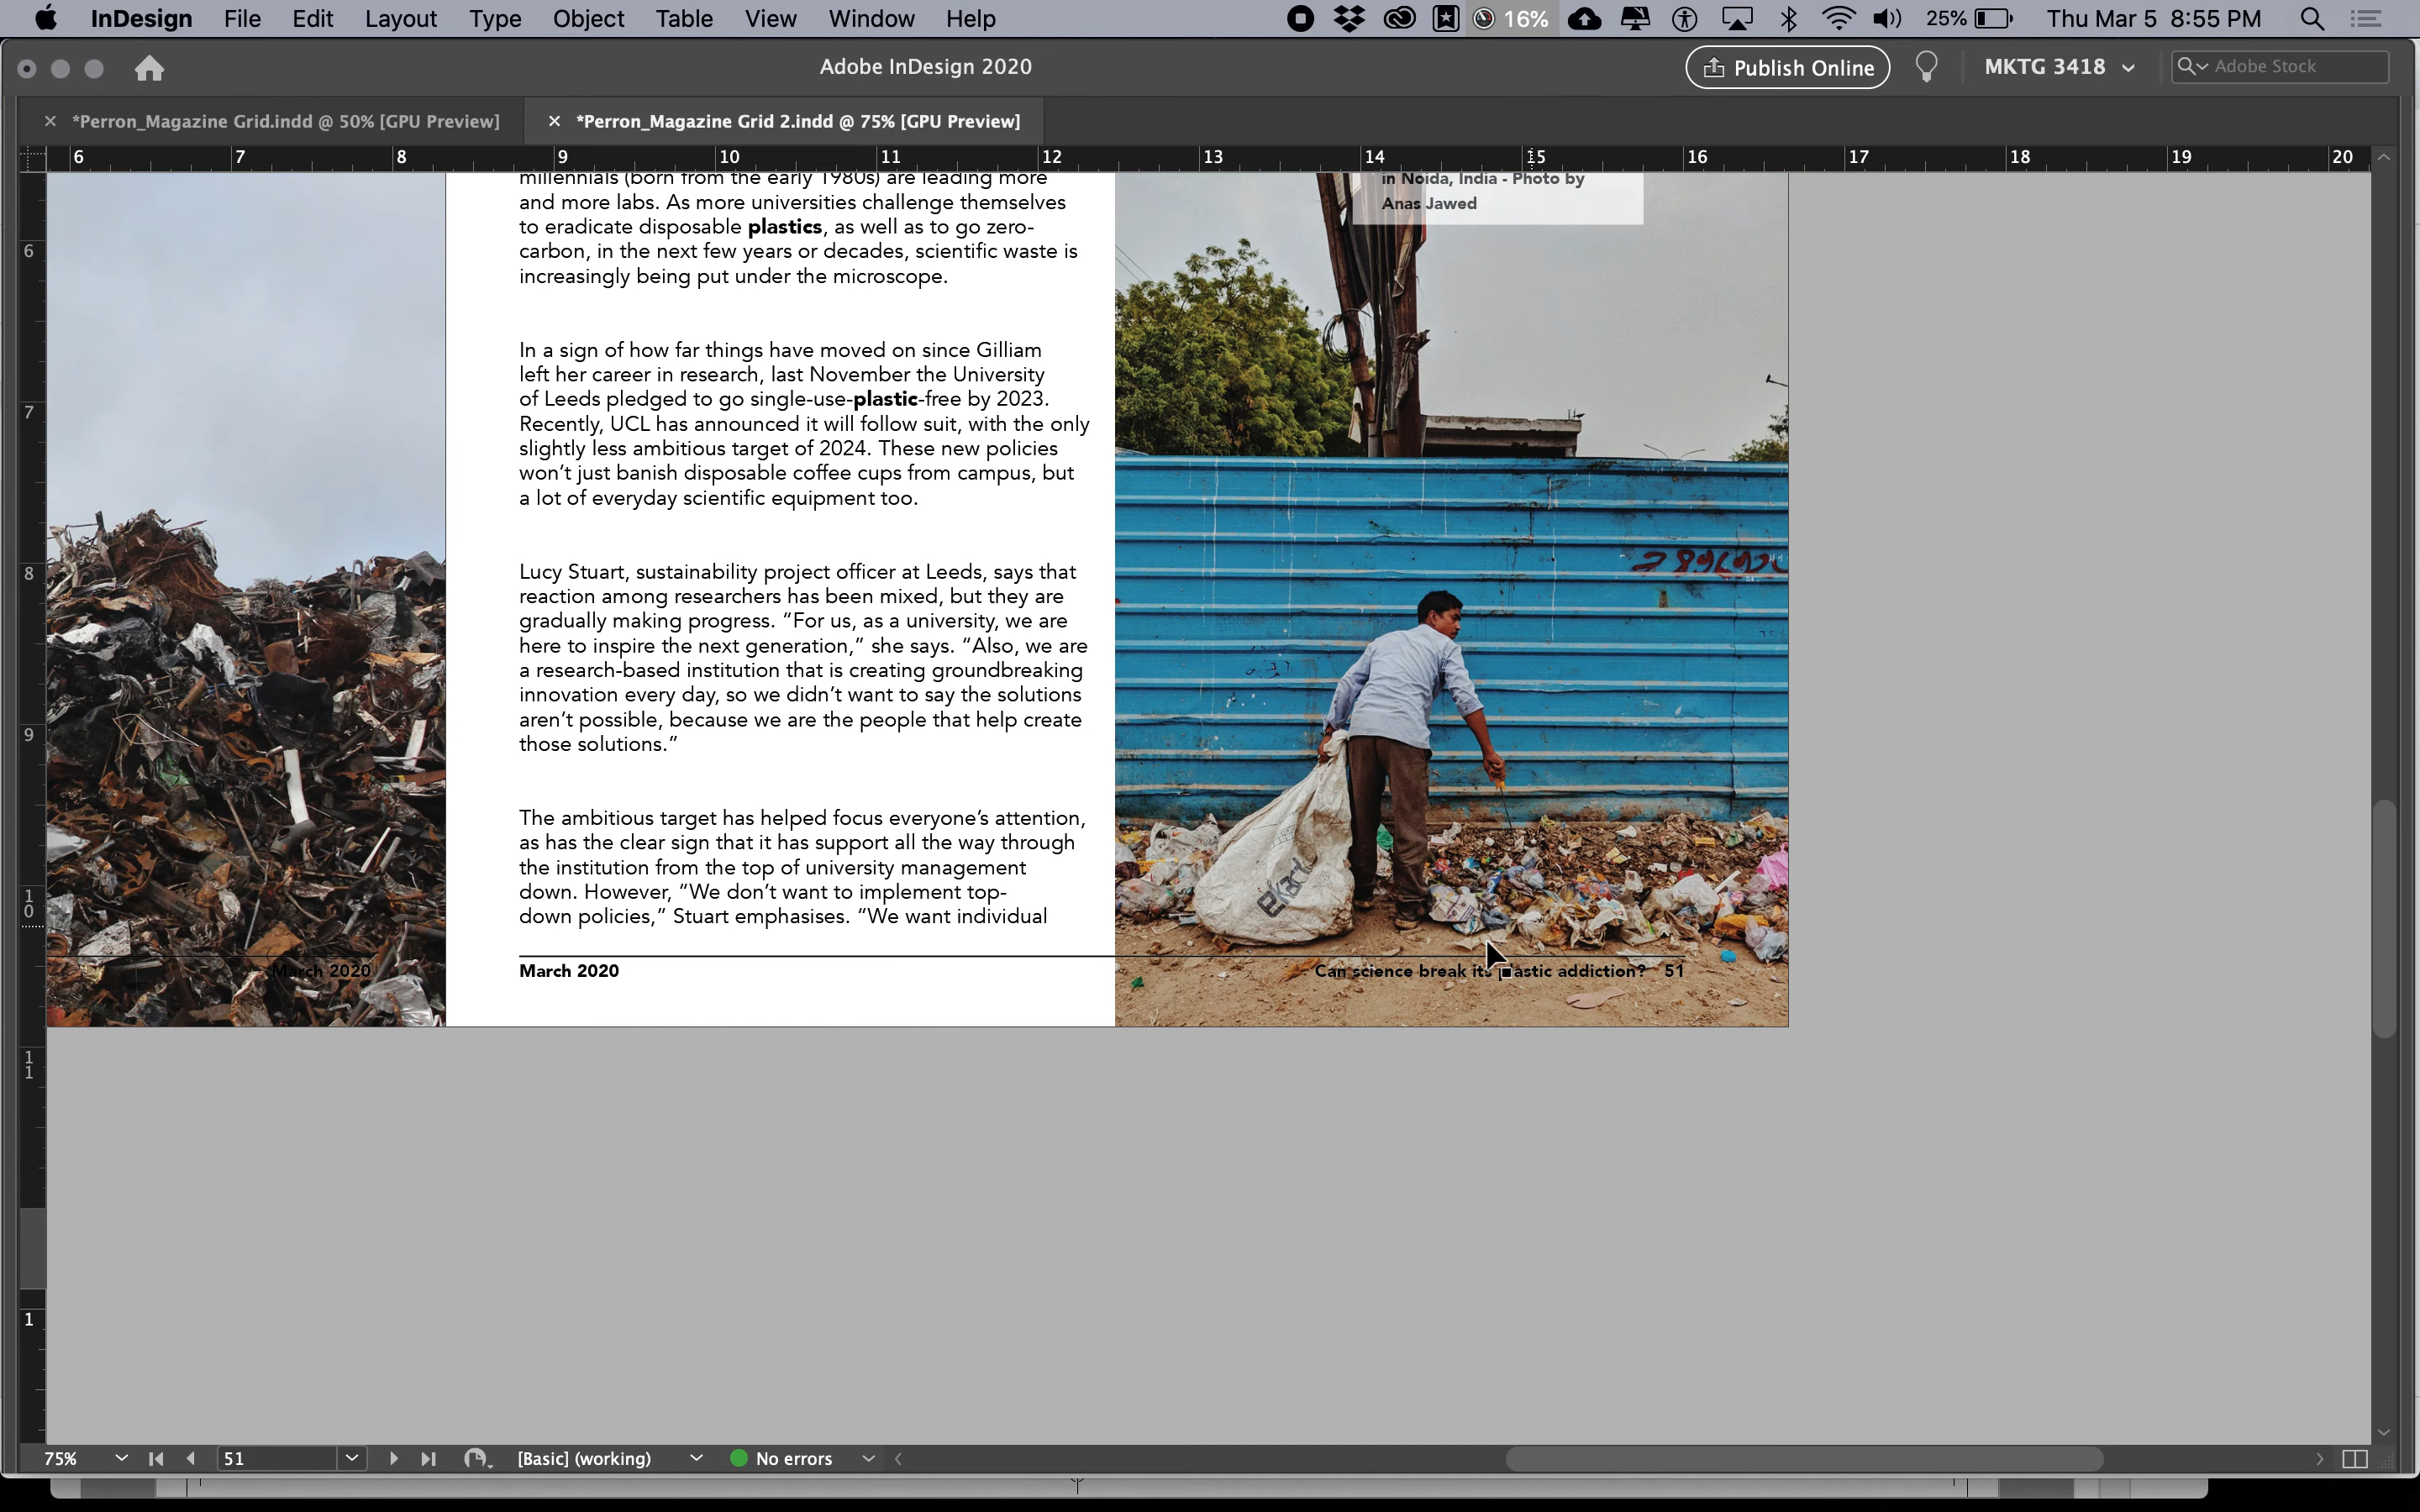 InDesign File Edit Layout Type Object Table View Window Help 16% 25% Thu Mar 5 8:55 PM
Adobe InDesign 2020 Publish Online MKTG 3418 Adobe Stock
*Perron_Magazine Grid.indd @ 50% [GPU Preview] *Perron_Magazine Grid 2.indd @ 75% [GPU Preview]
6 7 8 9 10 11 12 13 14 15 16 17 18 19 20
6
7
8
9
10
11
1
millennials (born from the early 1980s) are leading more
and more labs. As more universities challenge themselves
to eradicate disposable plastics, as well as to go zero-
carbon, in the next few years or decades, scientific waste is
increasingly being put under the microscope.
In a sign of how far things have moved on since Gilliam
left her career in research, last November the University
of Leeds pledged to go single-use-plastic-free by 2023.
Recently, UCL has announced it will follow suit, with the only
slightly less ambitious target of 2024. These new policies
won’t just banish disposable coffee cups from campus, but
a lot of everyday scientific equipment too.
Lucy Stuart, sustainability project officer at Leeds, says that
reaction among researchers has been mixed, but they are
gradually making progress. “For us, as a university, we are
here to inspire the next generation,” she says. “Also, we are
a research-based institution that is creating groundbreaking
innovation every day, so we didn’t want to say the solutions
aren’t possible, because we are the people that help create
those solutions.”
The ambitious target has helped focus everyone’s attention,
as has the clear sign that it has support all the way through
the institution from the top of university management
down. However, “We don’t want to implement top-
down policies,” Stuart emphasises. “We want individual
in Noida, India - Photo by
Anas Jawed
ekart
March 2020
March 2020
Can science break its plastic addiction? 51
75% 51 [Basic] (working) No errors